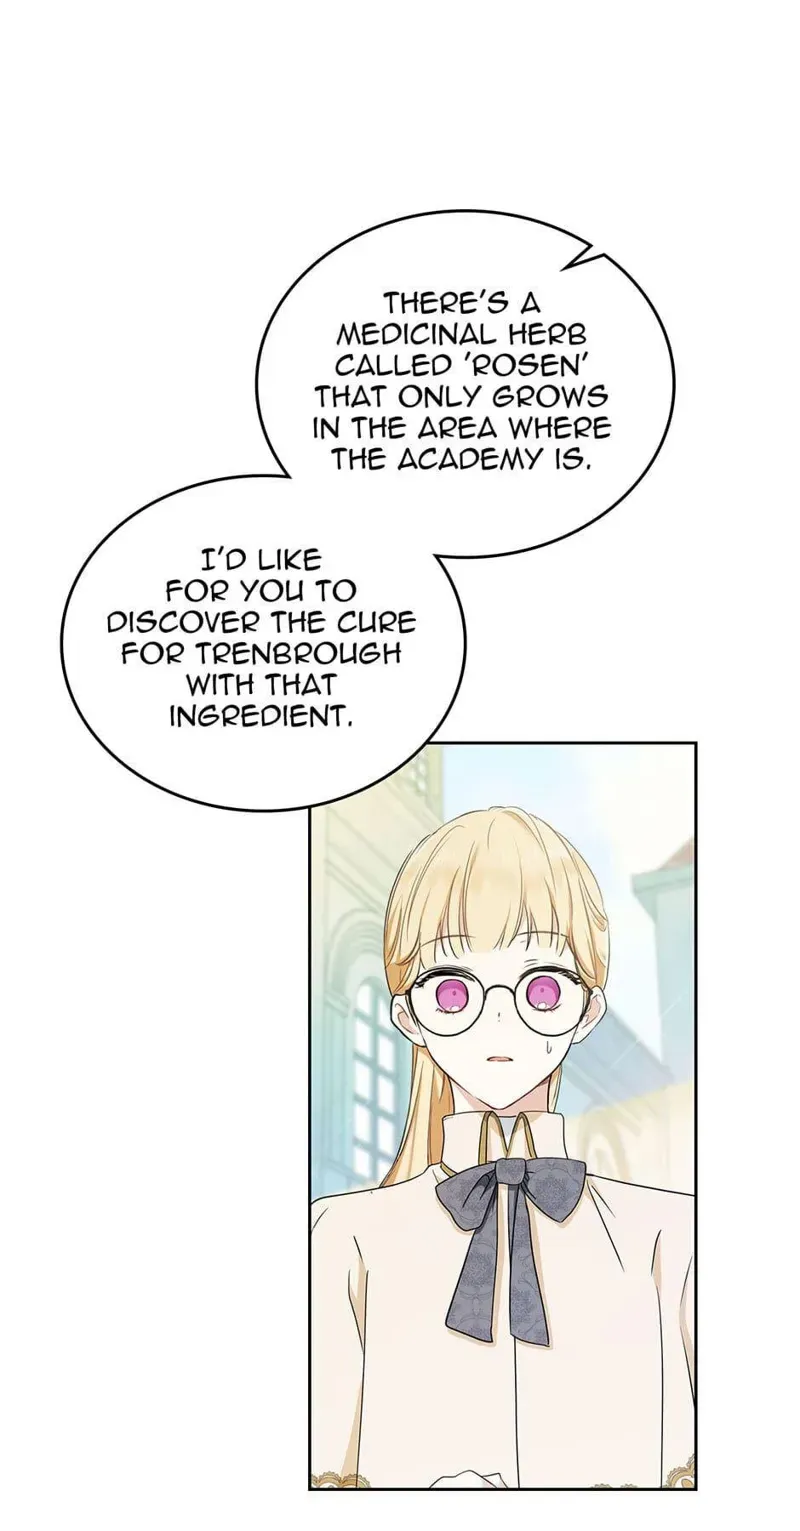 THERE'S A
MEDICINAL HERB
CALLED 'ROSEN'
THAT ONLY GROWS
IN THE AREA WHERE
THE ACADEMY IS.
I'D LIKE
FOR YOU TO
DISCOVER THE CURE
FOR TRENBROUGH
WITH THAT
INGREDIENT.